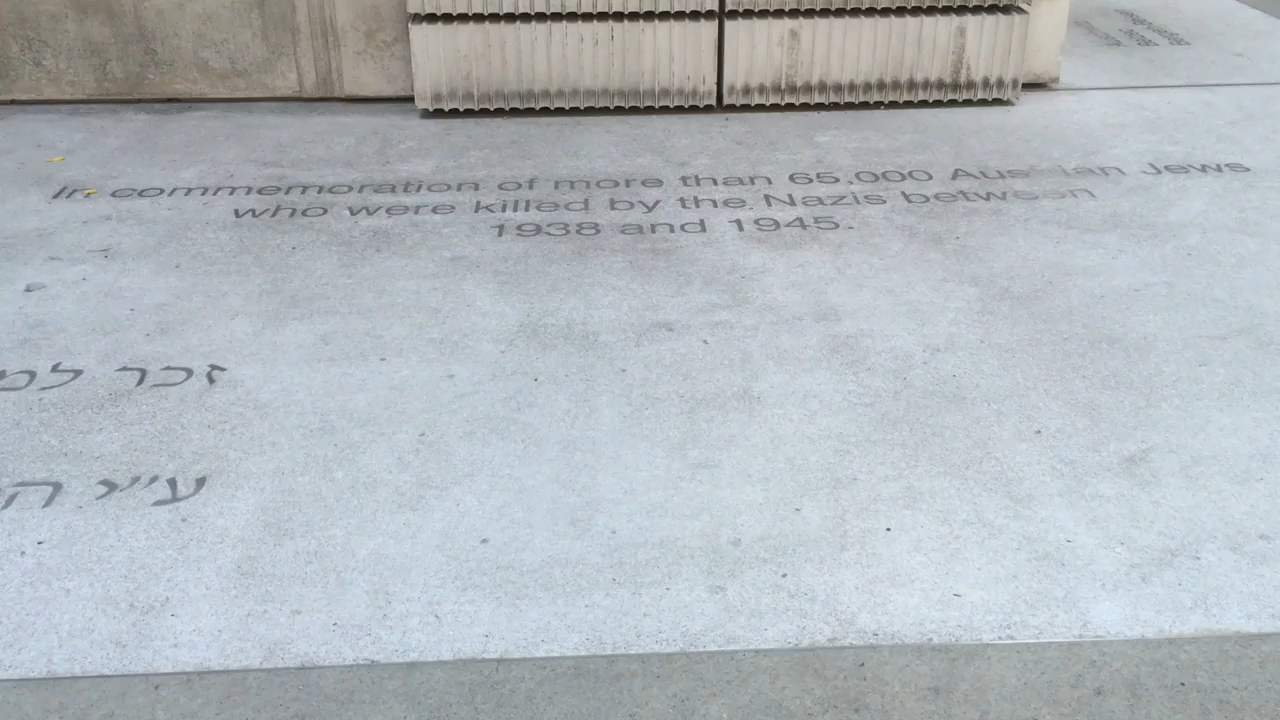 In commemoration of more than 65.000 Austrian Jews
who were killed by the Nazis between
1938 and 1945.
זכר
ע״י